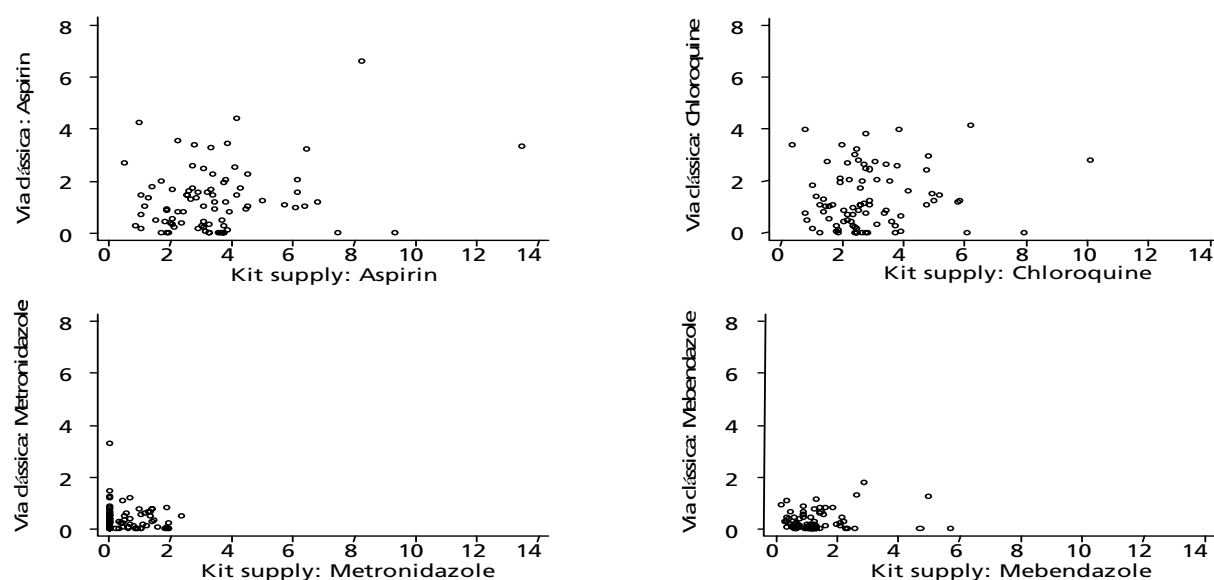 Via clássica : Aspirin
8
6
4
2
0
0 2 4 6 8 10 12 14
Kit supply: Aspirin
Via clássica: Chloroquine
8
6
4
2
0
0 2 4 6 8 10 12 14
Kit supply: Chloroquine
Via clássica: Metronidazole
8
6
4
2
0
0 2 4 6 8 10 12 14
Kit supply: Metronidazole
Via clássica: Mebendazole
8
6
4
2
0
0 2 4 6 8 10 12 14
Kit supply: Mebendazole